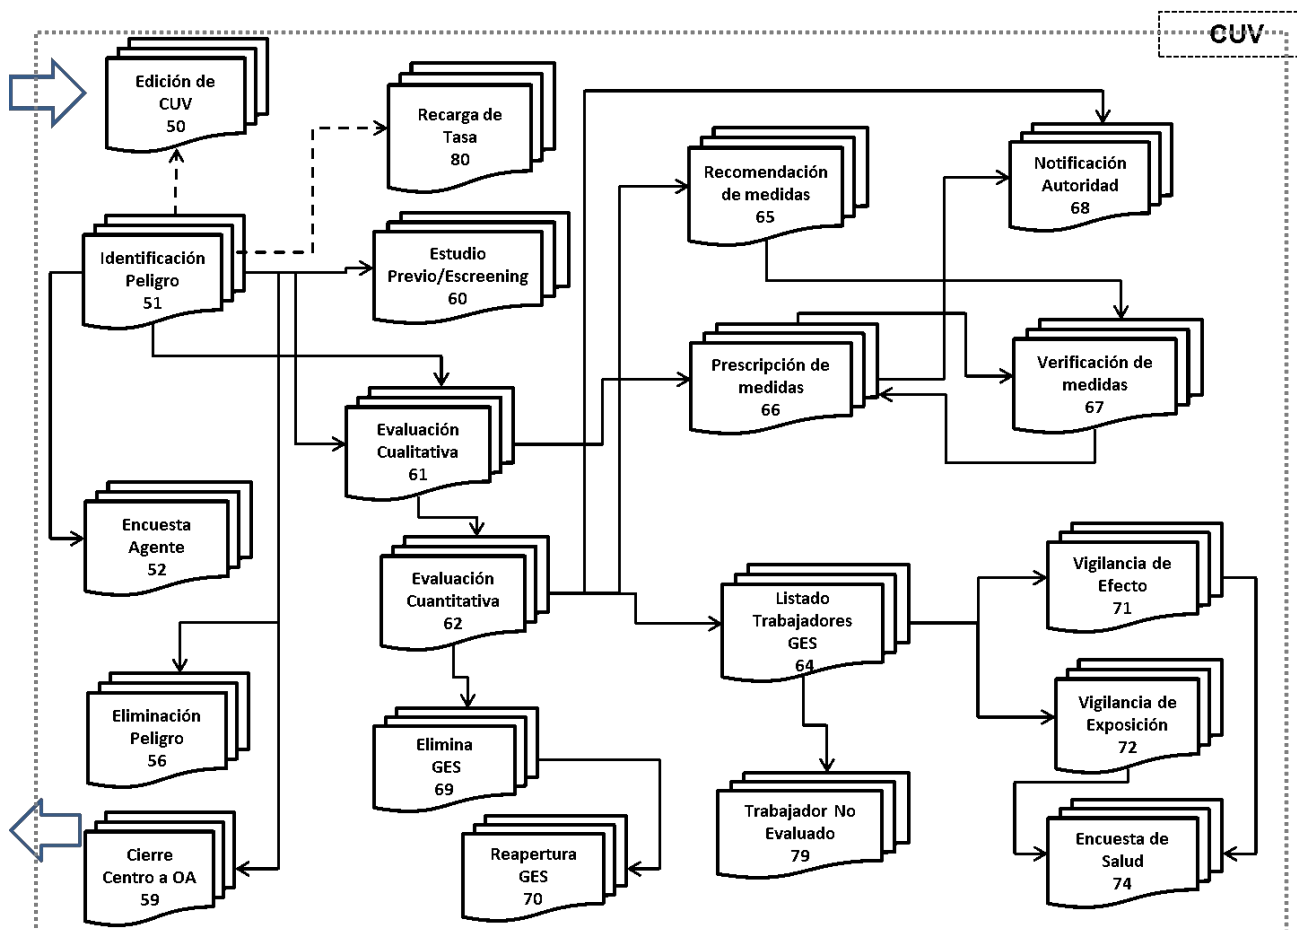 CUV
Edición de
CUV
50
Recarga de
Tasa
80
Recomendación
de medidas
65
Notificación
Autoridad
68
Identificación
Peligro
51
Estudio
Previo/Escreening
60
Prescripción de
medidas
66
Verificación de
medidas
67
Evaluación
Cualitativa
61
Encuesta
Agente
52
Evaluación
Cuantitativa
62
Listado
Trabajadores
GES
64
Vigilancia de
Efecto
71
Eliminación
Peligro
56
Elimina
GES
69
Vigilancia de
Exposición
72
Cierre
Centro a OA
59
Reapertura
GES
70
Trabajador No
Evaluado
79
Encuesta de
Salud
74